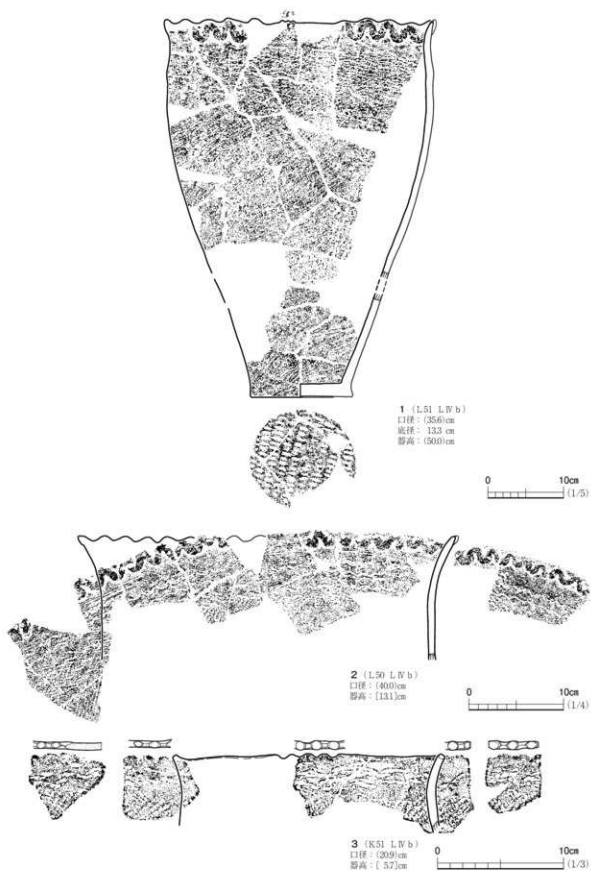 1 (L51 LⅣb)
口径：(35.6)cm
底径： 13.3 cm
器高：(50.0)cm
0 10cm
(1/5)
2 (L50 LⅣb)
口径：(40.0)cm
器高：[13.1]cm
0 10cm
(1/4)
3 (K51 LⅣb)
口径：(20.9)cm
器高：[ 5.7]cm
0 10cm
(1/3)